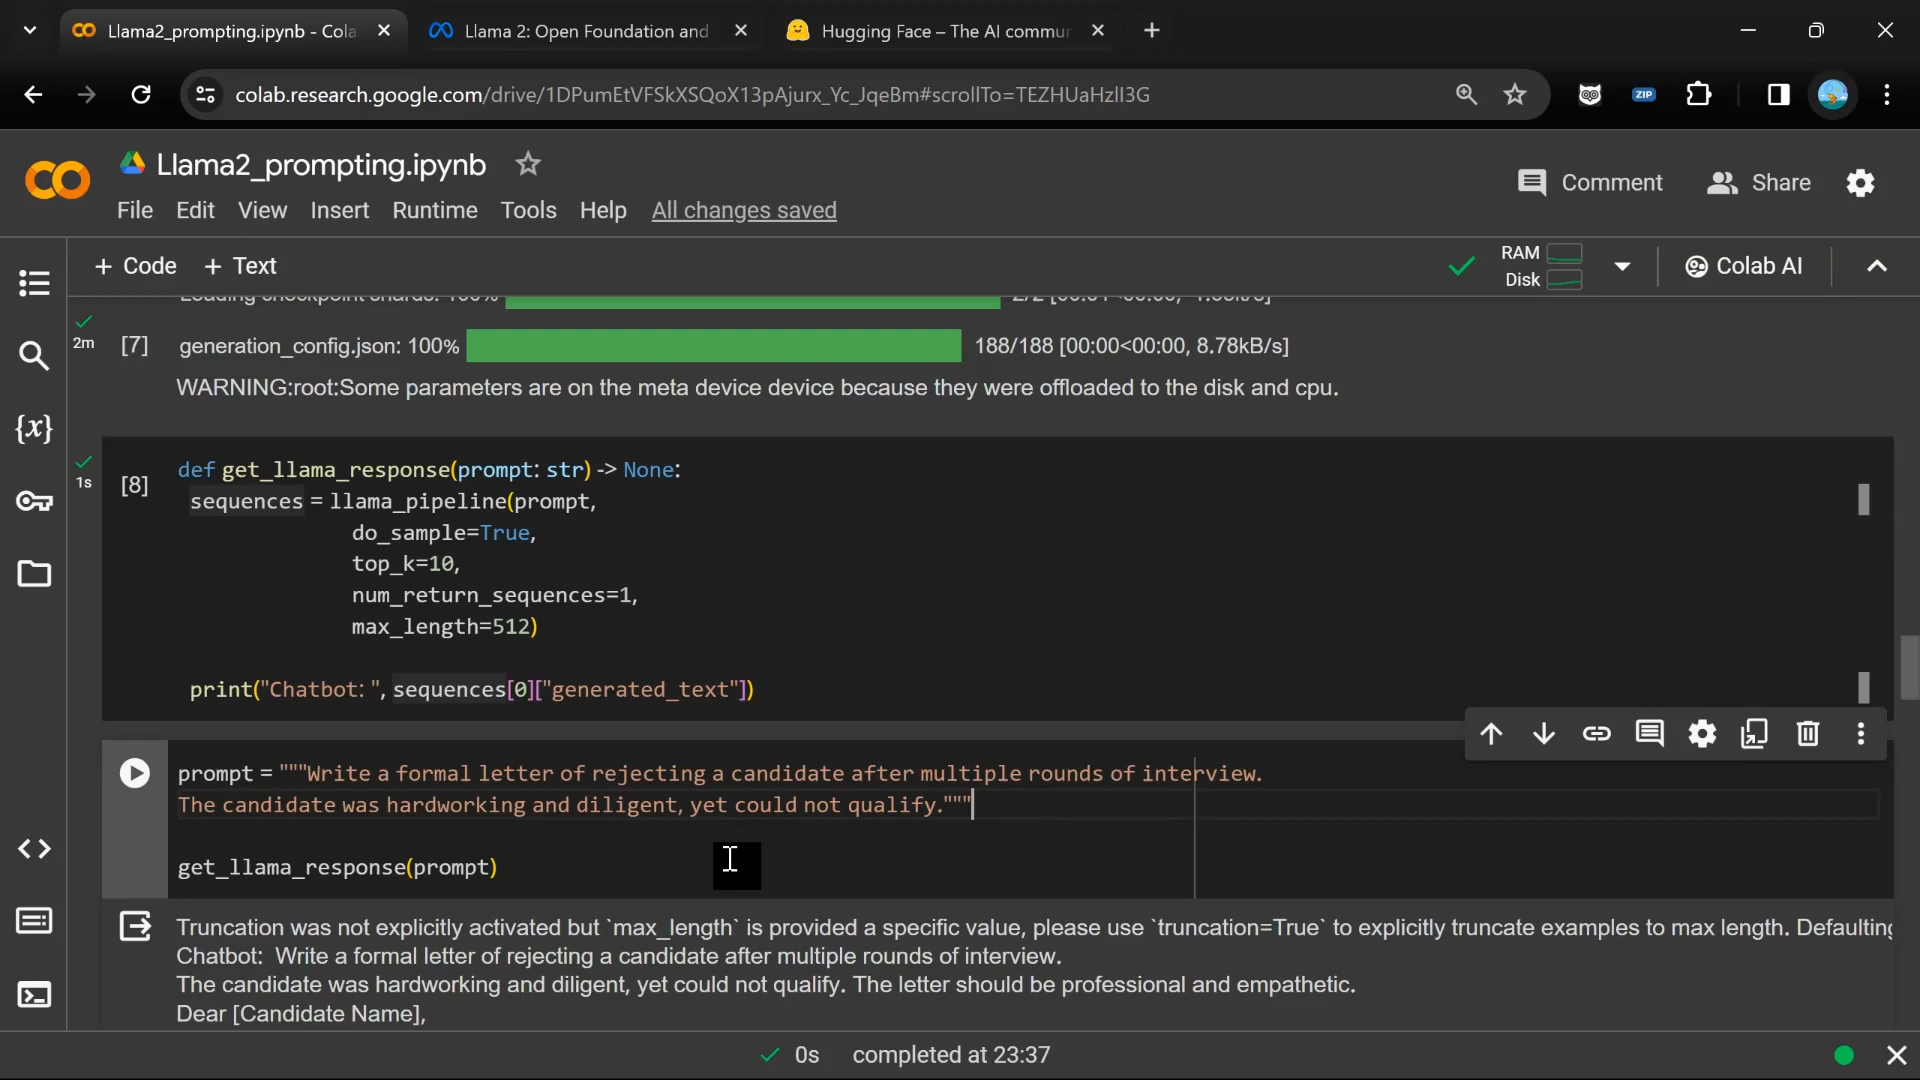 Llama2_prompting.ipynb - Cola
Llama 2: Open Foundation and
Hugging Face – The AI commun
colab.research.google.com/drive/1DPumEtVFSkXSQoX13pAjurx_Yc_JqeBm#scrollTo=TEZHUaHzlI3G
ZIP
Llama2_prompting.ipynb
Comment
Share
File Edit View Insert Runtime Tools Help All changes saved
+ Code + Text
RAM
Disk
Colab AI
Loading checkpoint shards: 100%
2m
[7]
generation_config.json: 100% 188/188 [00:00<00:00, 8.78kB/s]
WARNING:root:Some parameters are on the meta device device because they were offloaded to the disk and cpu.
1s
[8]
def get_llama_response(prompt: str) -> None:
sequences = llama_pipeline(prompt,
do_sample=True,
top_k=10,
num_return_sequences=1,
max_length=512)
print("Chatbot: ", sequences[0]["generated_text"])
prompt = """Write a formal letter of rejecting a candidate after multiple rounds of interview.
The candidate was hardworking and diligent, yet could not qualify."""
get_llama_response(prompt)
Truncation was not explicitly activated but `max_length` is provided a specific value, please use `truncation=True` to explicitly truncate examples to max length. Defaulting
Chatbot: Write a formal letter of rejecting a candidate after multiple rounds of interview.
The candidate was hardworking and diligent, yet could not qualify. The letter should be professional and empathetic.
Dear [Candidate Name],
0s completed at 23:37